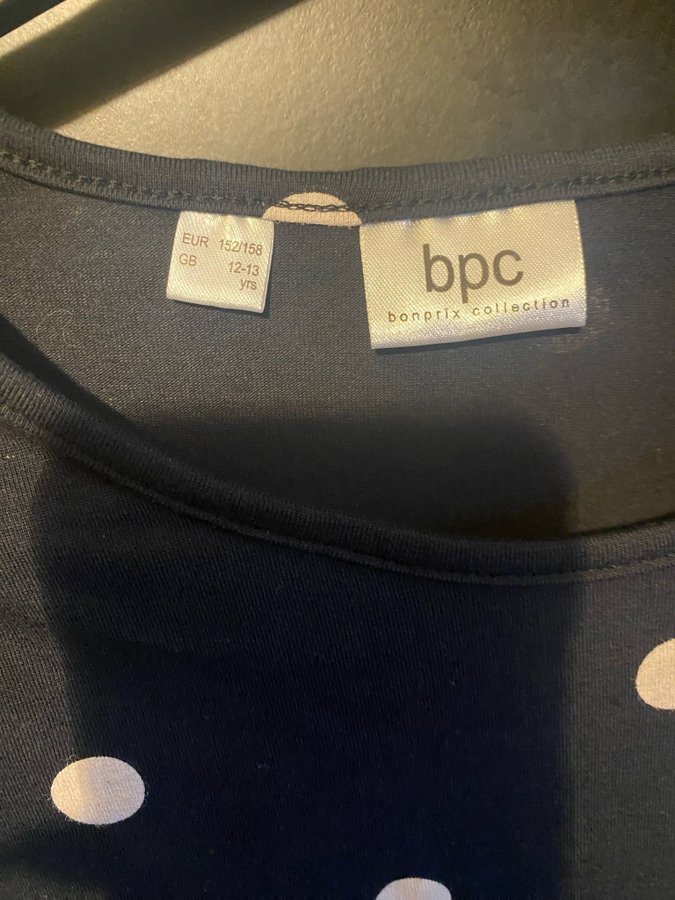 EUR 152/158
GB 12-13
yrs
bpc
bonprix collection